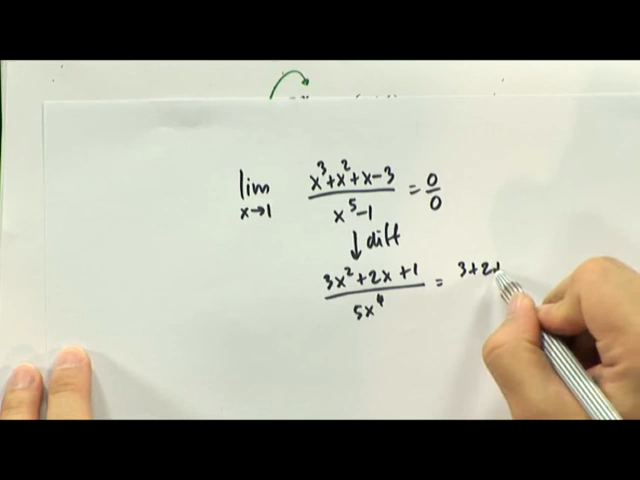 lim x→1 x³+x²+x-3 / x⁵-1 = 0/0
↓ diff
3x²+2x+1 / 5x⁴ = 3+2+